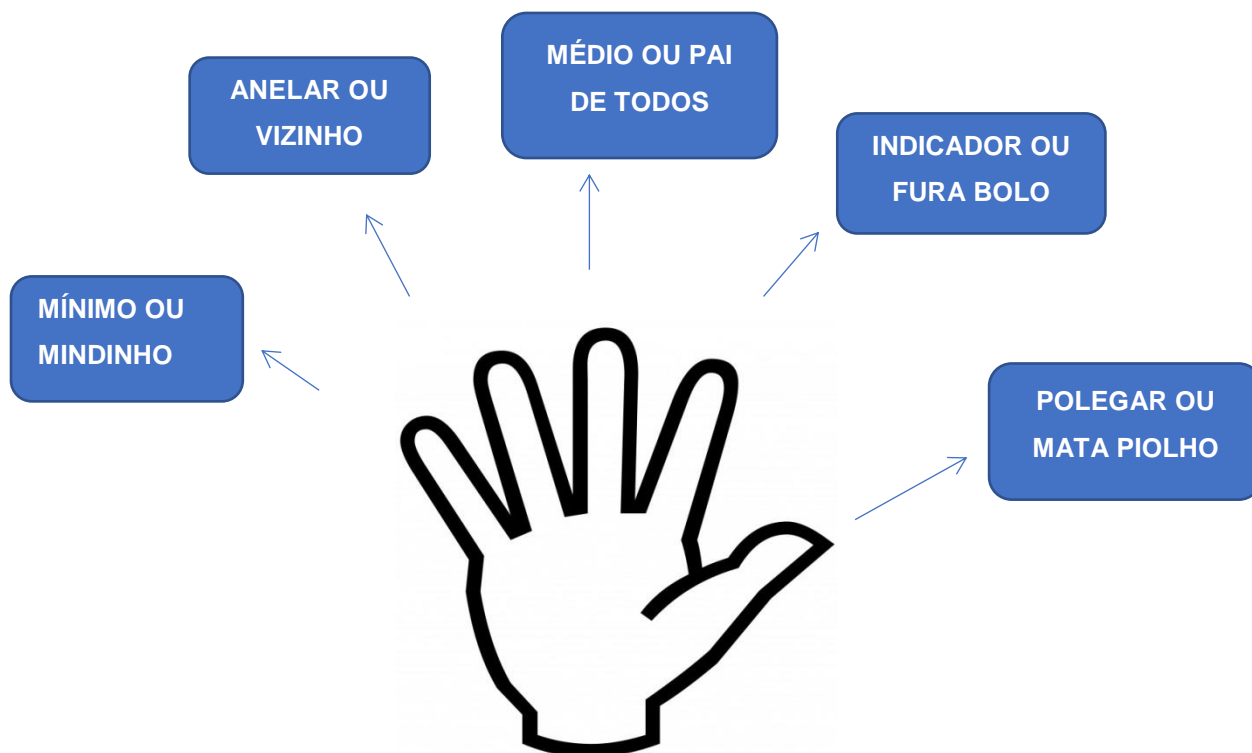 MÉDIO OU PAI
DE TODOS
ANELAR OU
VIZINHO
INDICADOR OU
FURA BOLO
MÍNIMO OU
MINDINHO
POLEGAR OU
MATA PIOLHO